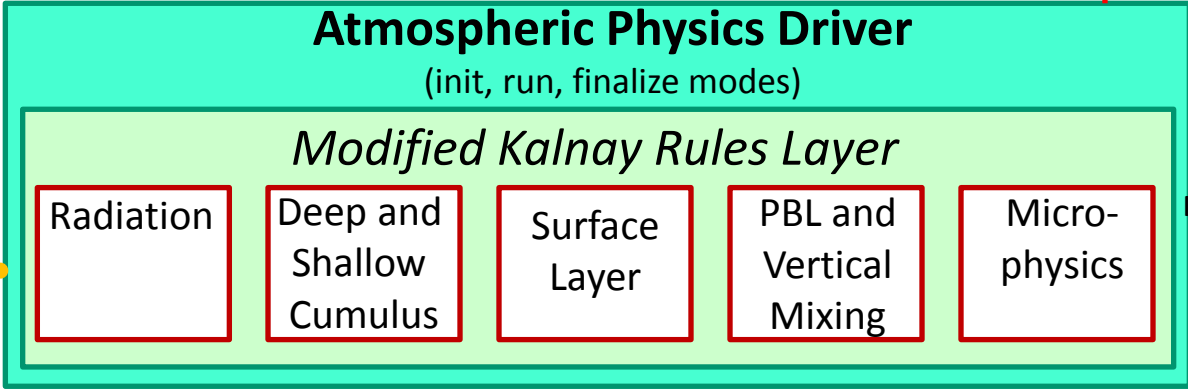 Atmospheric Physics Driver
(init, run, finalize modes)
Modified Kalnay Rules Layer
Radiation
Deep and
Shallow
Cumulus
Surface
Layer
PBL and
Vertical
Mixing
Micro-
physics